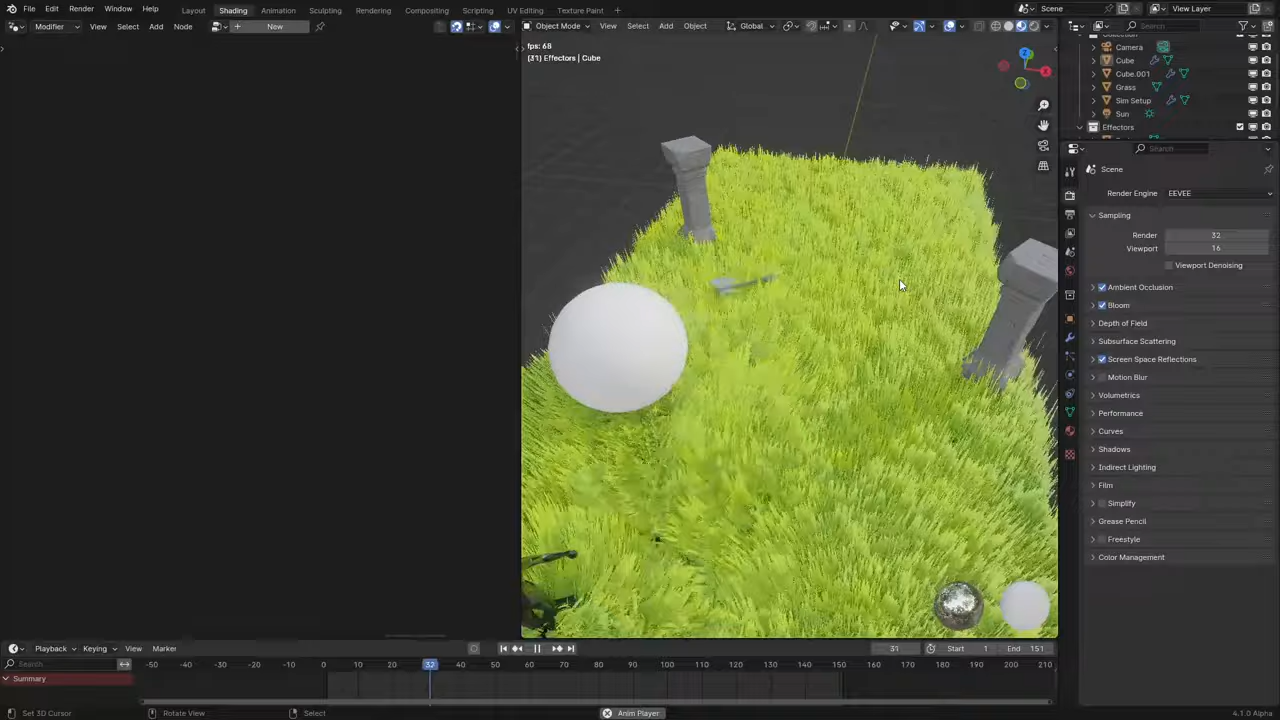 File Edit Render Window Help Layout Shading Animation Sculpting Rendering Compositing Scripting UV Editing Texture Paint + Scene View Layer
Modifier View Select Add Node New Object Mode View Select Add Object Global Search
fps: 68
(31) Effectors | Cube
Z
X
Camera
Cube
Cube.001
Grass
Sim Setup
Sun
Effectors
Search
Scene
Render Engine EEVEE
Sampling
Render 32
Viewport 16
Viewport Denoising
Ambient Occlusion
Bloom
Depth of Field
Subsurface Scattering
Screen Space Reflections
Motion Blur
Volumetrics
Performance
Curves
Shadows
Indirect Lighting
Film
Simplify
Grease Pencil
Freestyle
Color Management
Playback Keying View Marker 31 Start 1 End 151
Search -50 -40 -30 -20 -10 0 10 20 32 40 50 60 70 80 90 100 110 120 130 140 150 160 170 180 190 200 210
Summary
Set 3D Cursor Rotate View Select Anim Player 4.1.0 Alpha